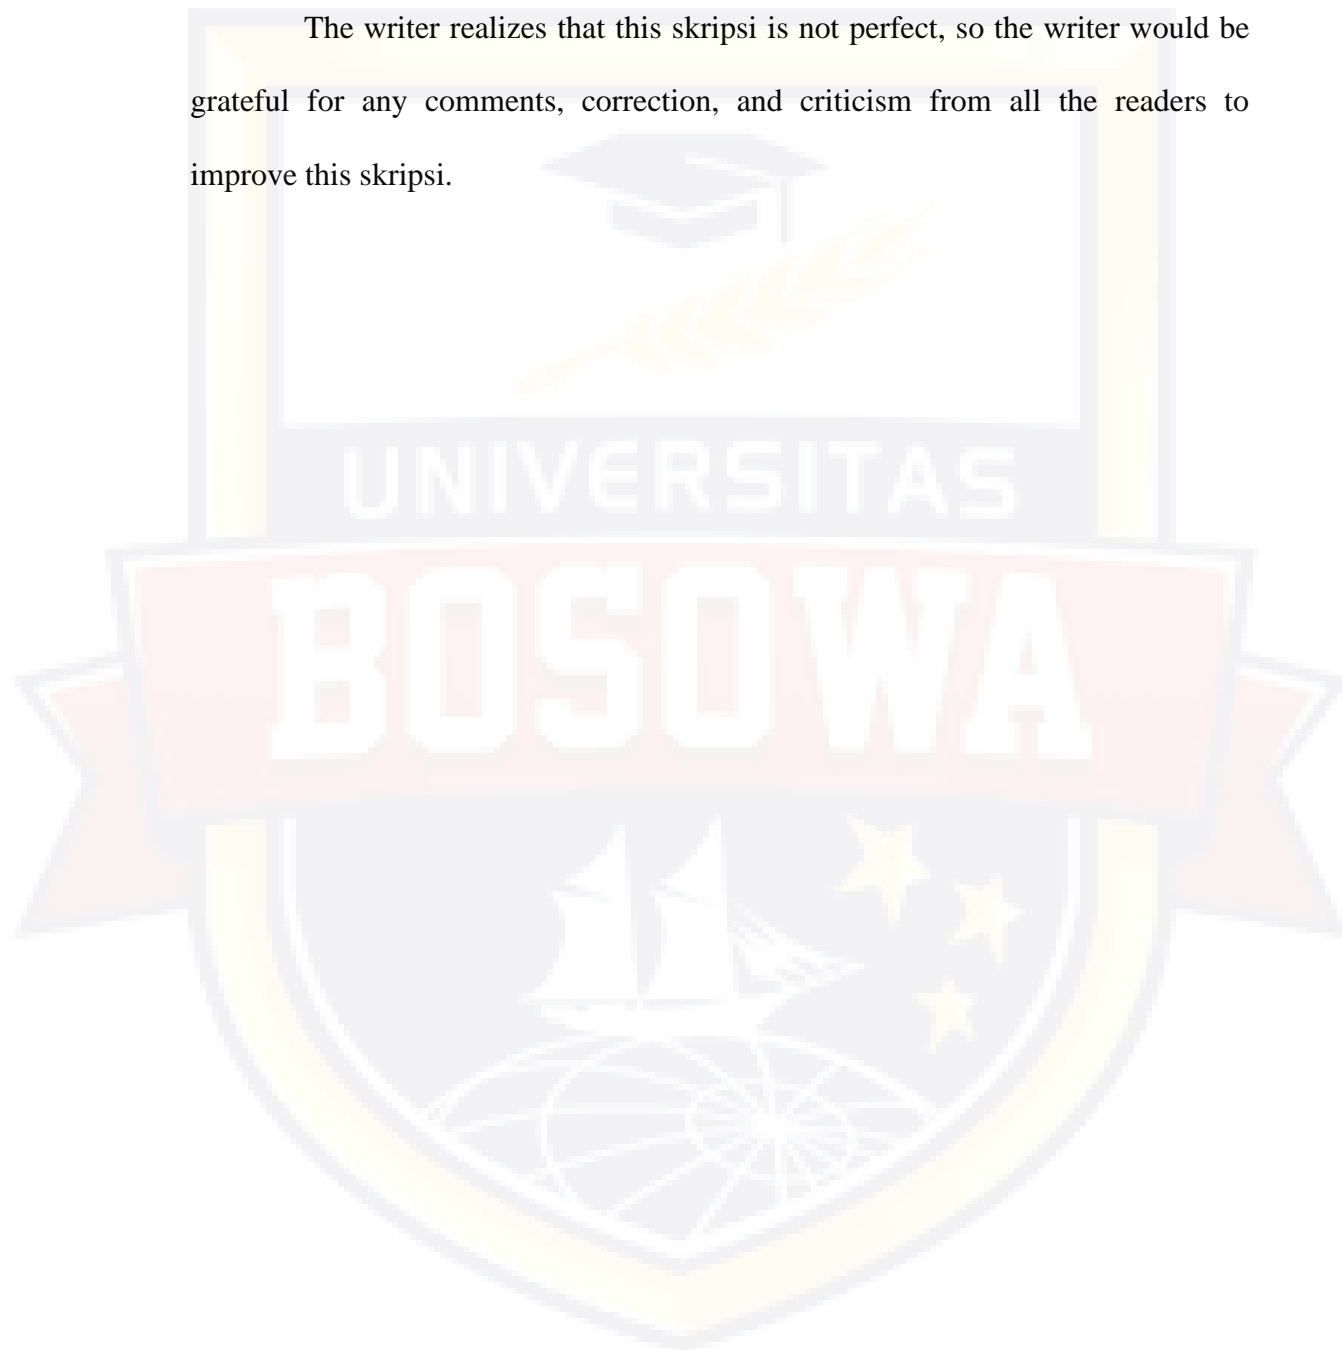 The writer realizes that this skripsi is not perfect, so the writer would be
grateful for any comments, correction, and criticism from all the readers to
improve this skripsi.
UNIVERSITAS
BOSOWA